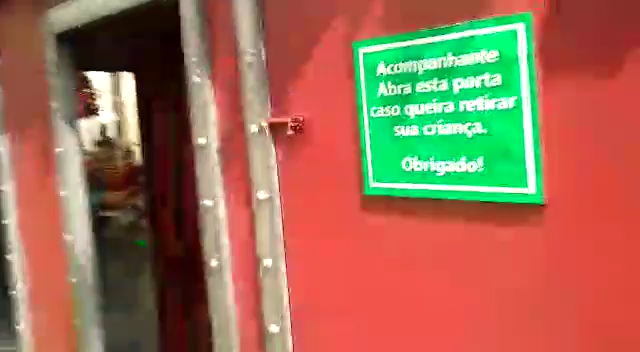 Acompanhante
Abra esta porta
caso queira retirar
sua criança.
Obrigado!